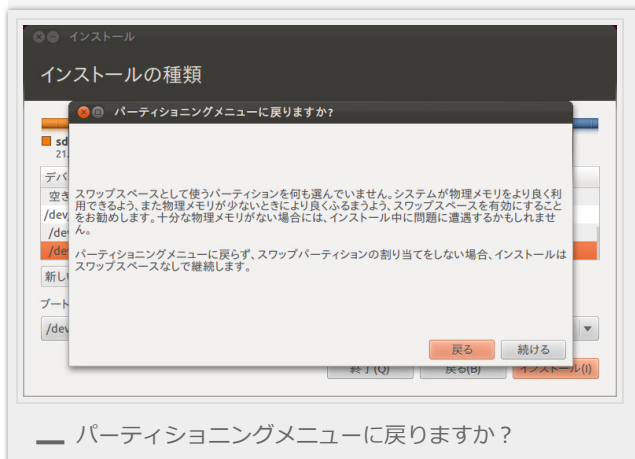 インストール
インストールの種類
パーティショニングメニューに戻りますか?
sd
21.
デバ
空き
/dev
/de
/de
スワップスペースとして使うパーティションを何も選んでいません。システムが物理メモリをより良く利
用できるよう、また物理メモリが少ないときにより良くふるまうよう、スワップスペースを有効にすること
をお勧めします。十分な物理メモリがない場合には、インストール中に問題に遭遇するかもしれませ
ん。
パーティショニングメニューに戻らず、スワップパーティションの割り当てをしない場合、インストールは
スワップスペースなしで継続します。
新しい
ブート
/dev
戻る 続ける
終了(Q) 戻る(B) インストール(I)
パーティショニングメニューに戻りますか？